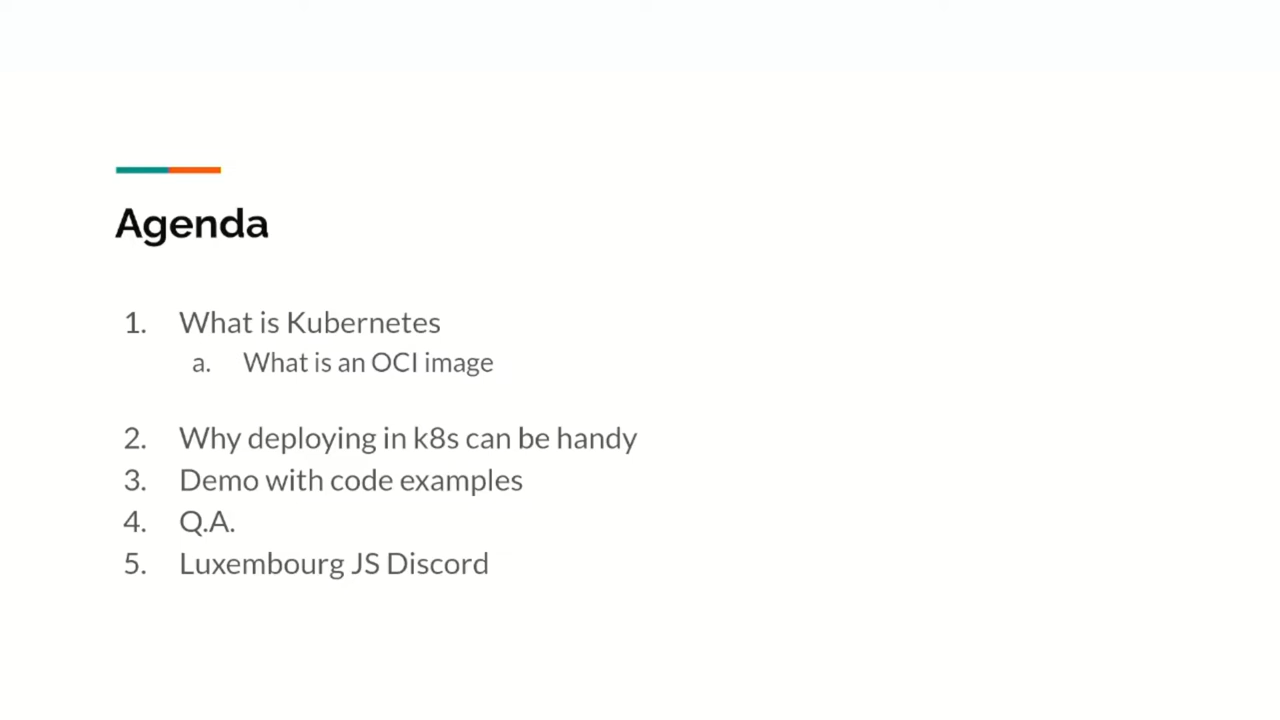 Agenda
1. What is Kubernetes
a. What is an OCI image
2. Why deploying in k8s can be handy
3. Demo with code examples
4. Q.A.
5. Luxembourg JS Discord